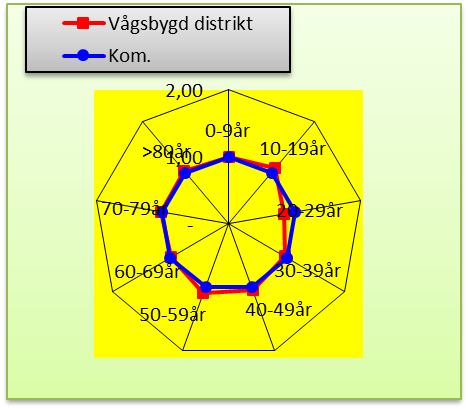 Vågsbygd distrikt
Kom.
2,00
0-9år
>80år
1,00
10-19år
70-79år
-
20-29år
60-69år
30-39år
50-59år
40-49år